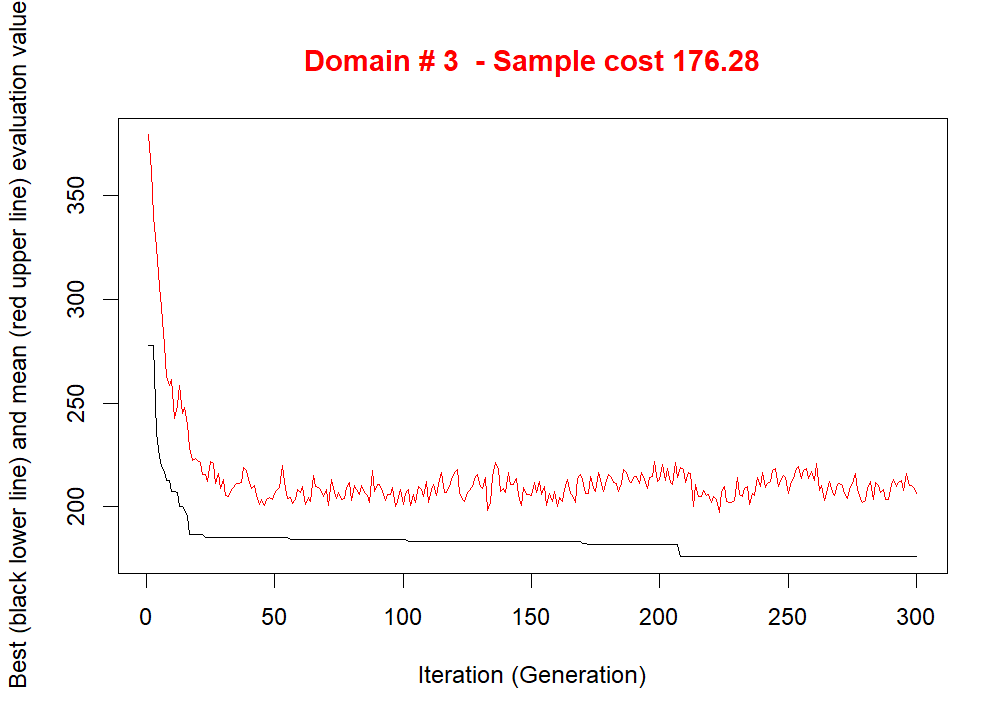 Domain # 3  - Sample cost 176.28
Best (black lower line) and mean (red upper line) evaluation value
350
300
250
200
0 50 100 150 200 250 300
Iteration (Generation)